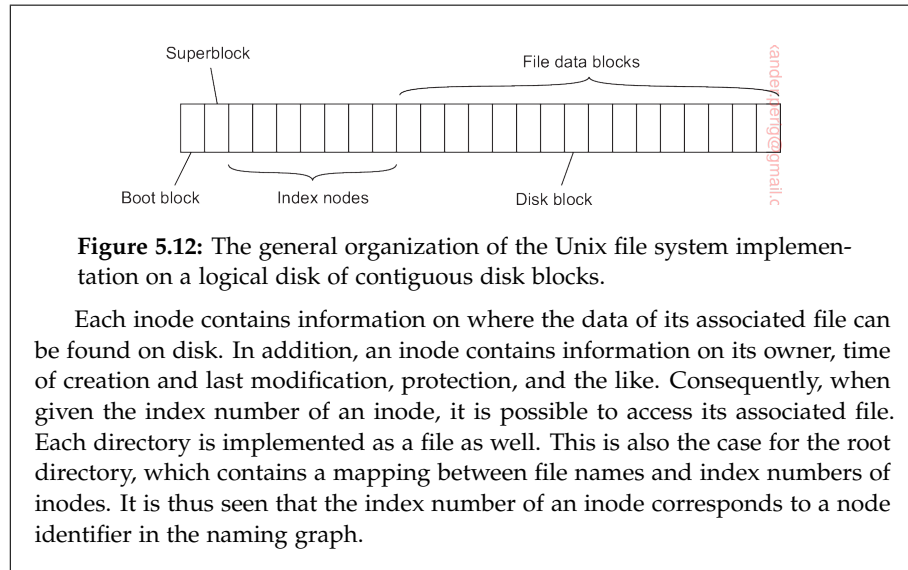 Superblock
File data blocks
Boot block
Index nodes
Disk block
Figure 5.12: The general organization of the Unix file system implemen-
tation on a logical disk of contiguous disk blocks.
Each inode contains information on where the data of its associated file can
be found on disk. In addition, an inode contains information on its owner, time
of creation and last modification, protection, and the like. Consequently, when
given the index number of an inode, it is possible to access its associated file.
Each directory is implemented as a file as well. This is also the case for the root
directory, which contains a mapping between file names and index numbers of
inodes. It is thus seen that the index number of an inode corresponds to a node
identifier in the naming graph.